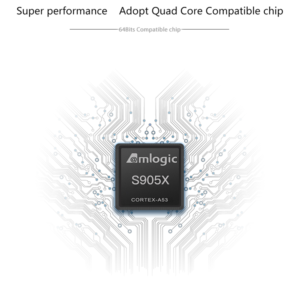 Super performance Adopt Quad Core Compatible chip
64Bits Compatible chip
amlogic
S905X
CORTEX-A53